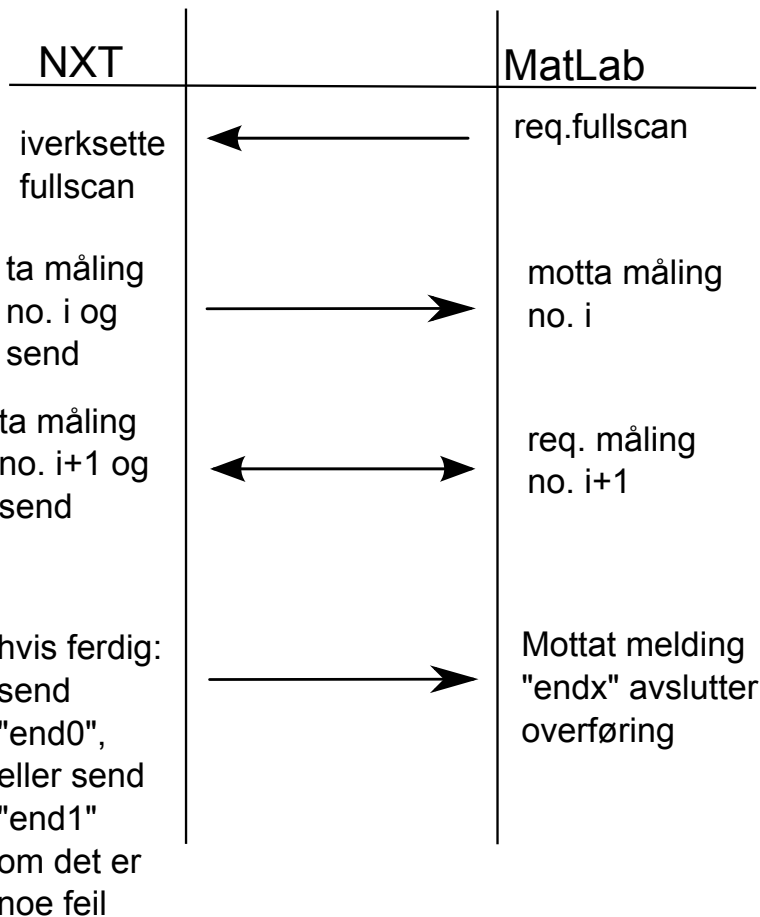 NXT
MatLab
iverksette
fullscan
req.fullscan
ta måling
no. i og
send
motta måling
no. i
ta måling
no. i+1 og
send
req. måling
no. i+1
hvis ferdig:
send
"end0",
eller send
"end1"
om det er
noe feil
Mottat melding
"endx" avslutter
overføring